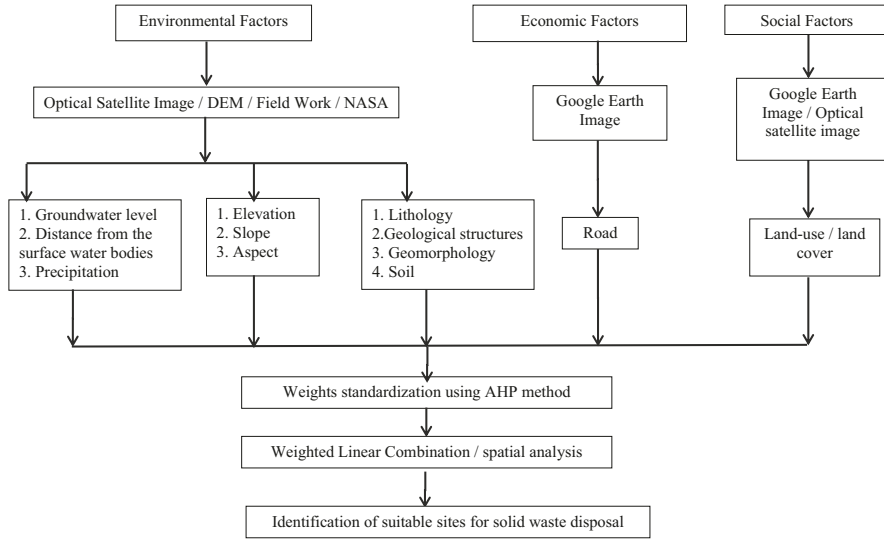 Environmental Factors
Economic Factors
Social Factors
Optical Satellite Image / DEM / Field Work / NASA
Google Earth
Image
Google Earth
Image / Optical
satellite image
1. Groundwater level
2. Distance from the
surface water bodies
3. Precipitation
1. Elevation
2. Slope
3. Aspect
1. Lithology
2.Geological structures
3. Geomorphology
4. Soil
Road
Land-use / land
cover
Weights standardization using AHP method
Weighted Linear Combination / spatial analysis
Identification of suitable sites for solid waste disposal